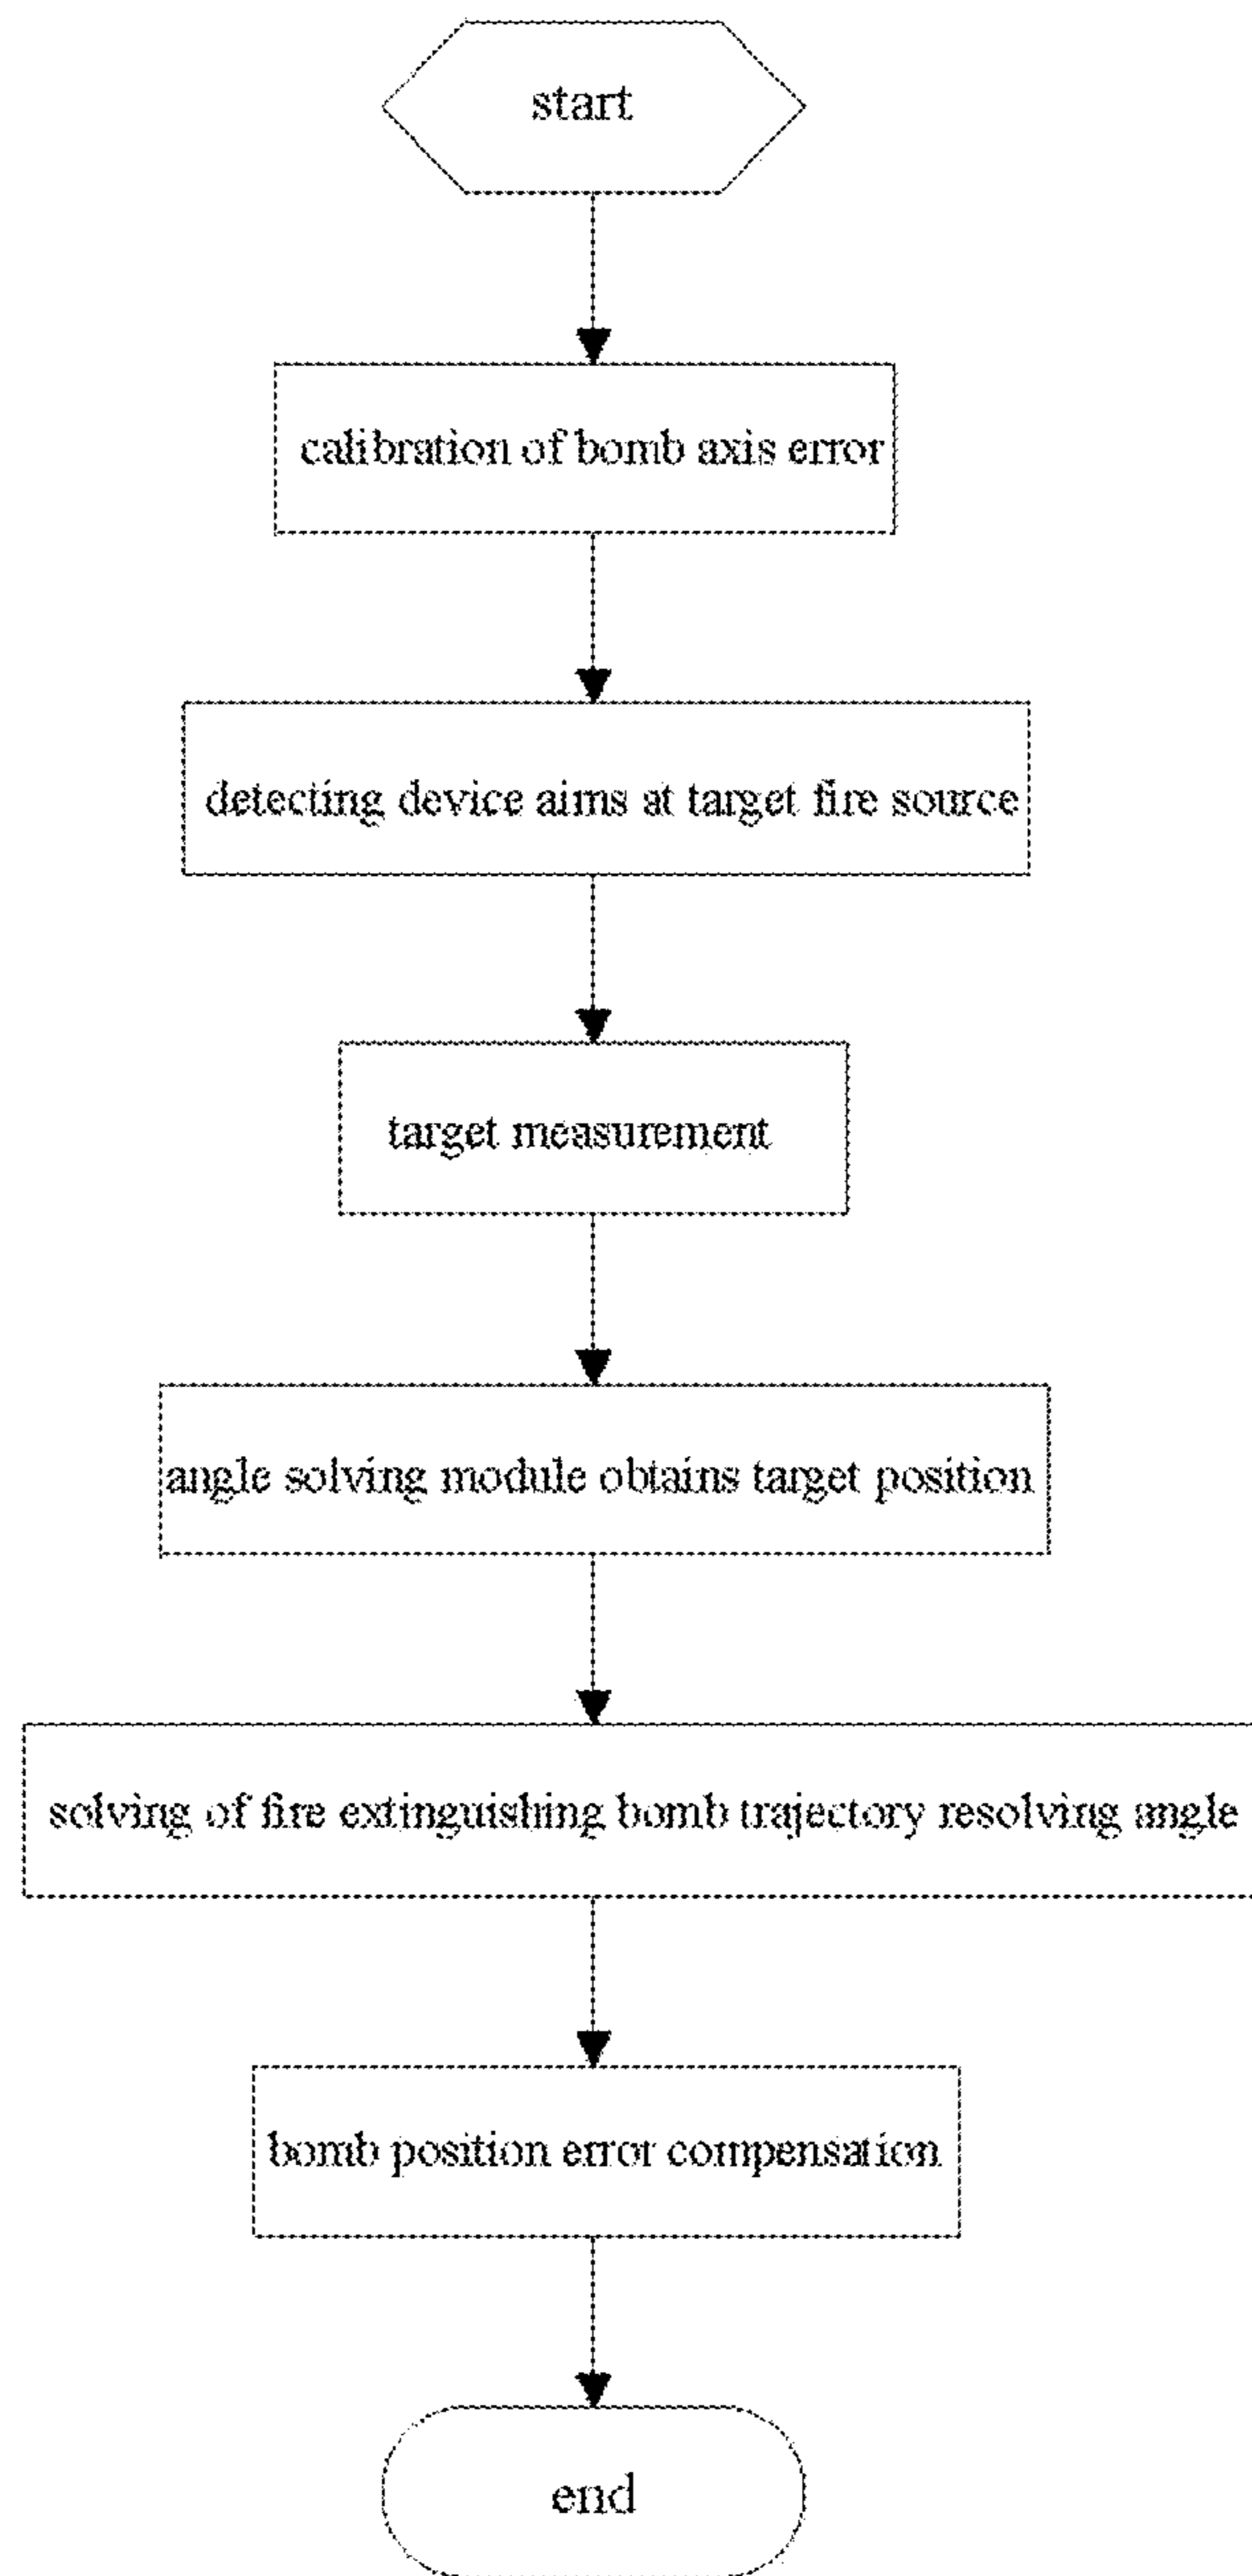 start
calibration of bomb axis error
detecting device aims at target fire source
target measurement
angle solving module obtains target position
solving of fire extinguishing bomb trajectory resolving angle
bomb position error compensation
end